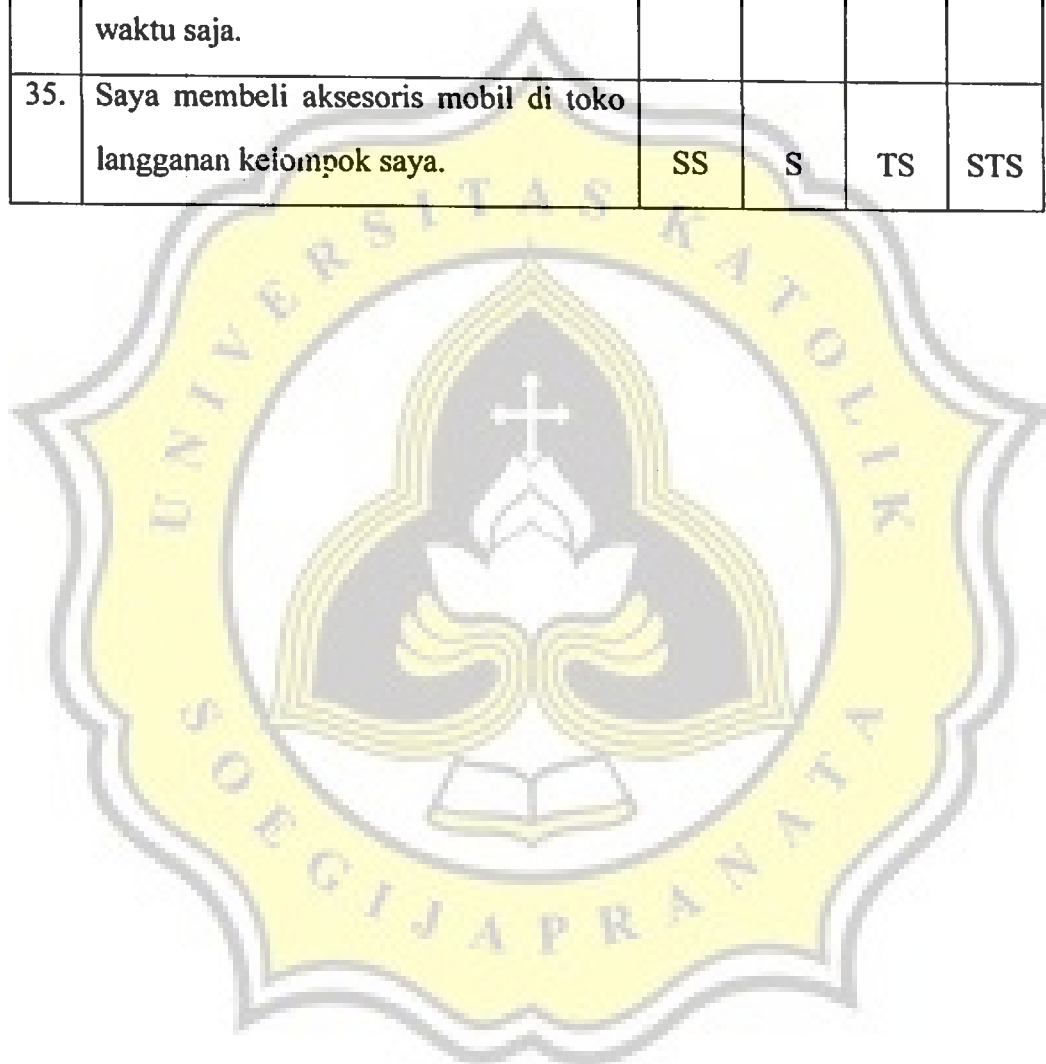 waktu saja.
35. Saya membeli aksesoris mobil di toko
langganan kelompok saya. SS S TS STS
UNIVERSITAS KATOLIK
SOEGIJAPRANATA